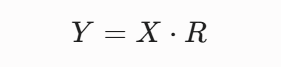 Y = X · R